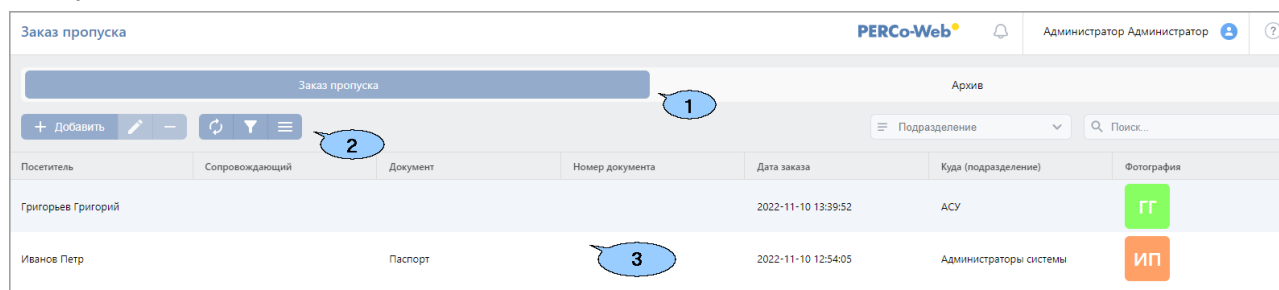 Заказ пропуска PERCo-Web Администратор Администратор ?
Заказ пропуска Архив
1
+ Добавить Подразделение Поиск...
2
Посетитель Сопровождающий Документ Номер документа Дата заказа Куда (подразделение) Фотография
Григорьев Григорий 2022-11-10 13:39:52 АСУ ГГ
Иванов Петр Паспорт 3 2022-11-10 12:54:05 Администраторы системы ИП